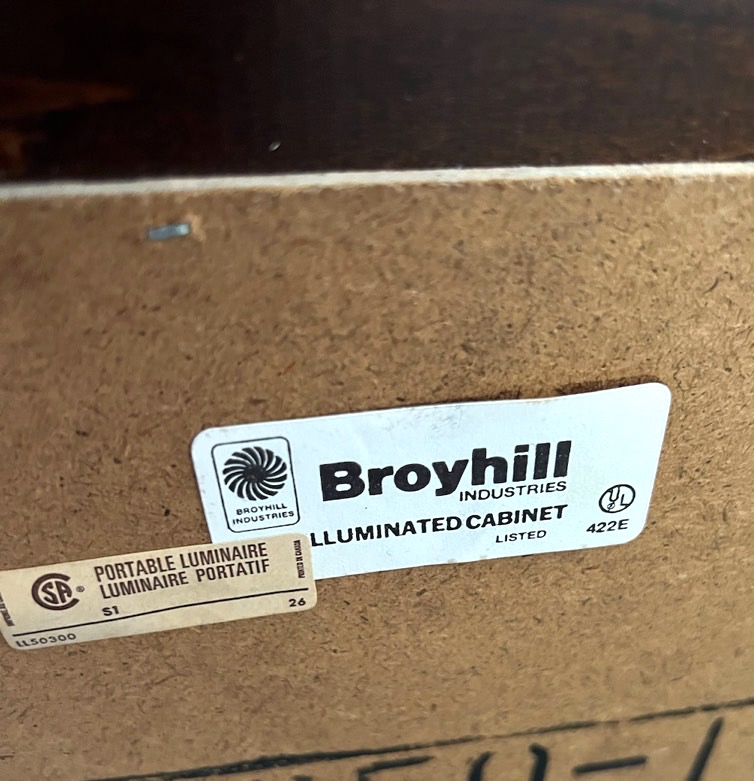 BROYHILL
INDUSTRIES
Broyhill
INDUSTRIES
LLUMINATED CABINET
LISTED
UL
422E
CSA®
PORTABLE LUMINAIRE
LUMINAIRE PORTATIF
S1
26
LL50300
PRINTED IN CANADA